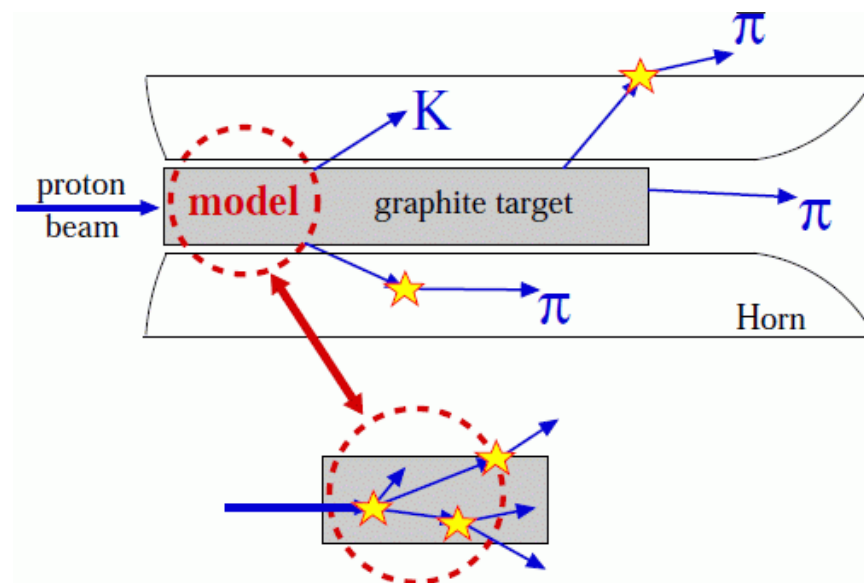 π
K
proton
beam
model
graphite target
π
π
Horn